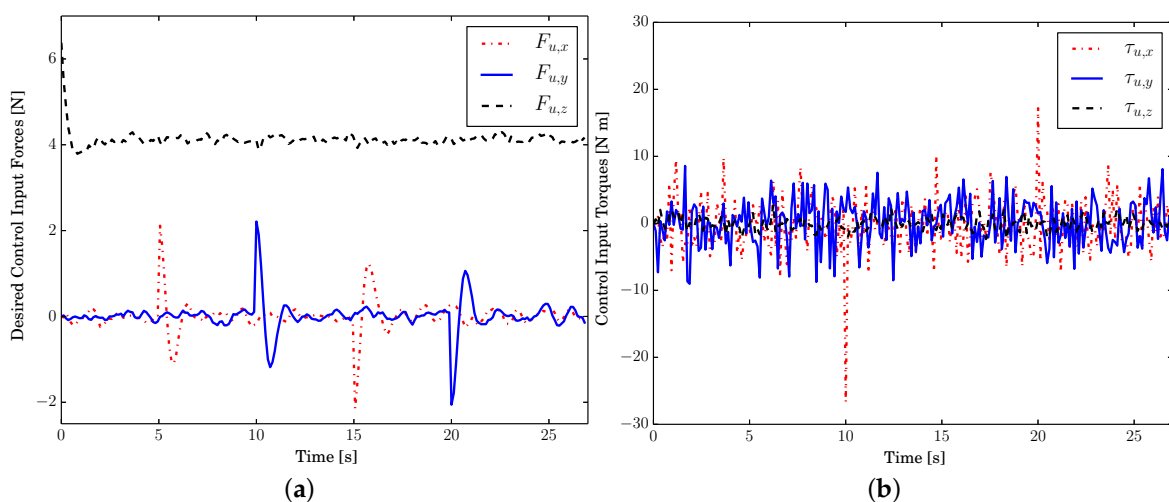 Desired Control Input Forces [N]
6
4
2
0
−2
F_{u,x}
F_{u,y}
F_{u,z}
0 5 10 15 20 25
Time [s]
(a)
Control Input Torques [N m]
30
20
10
0
−10
−20
−30
τ_{u,x}
τ_{u,y}
τ_{u,z}
0 5 10 15 20 25
Time [s]
(b)